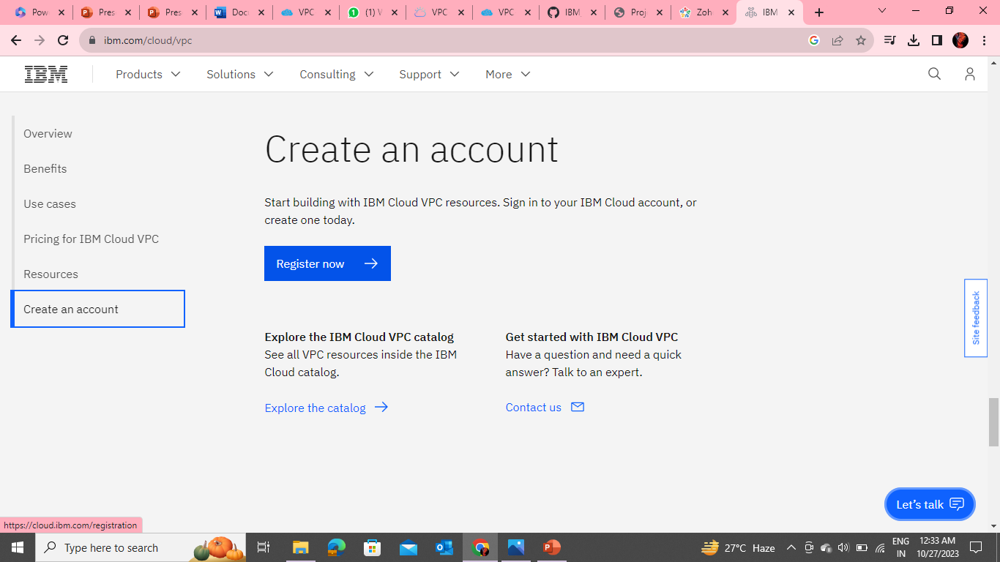 Pow
Pres
Pres
Doc
VPC
(1) V
VPC
VPC
IBM
Proj
Zoh
IBM
ibm.com/cloud/vpc
IBM
Products
Solutions
Consulting
Support
More
Overview
Benefits
Use cases
Pricing for IBM Cloud VPC
Resources
Create an account
Create an account
Start building with IBM Cloud VPC resources. Sign in to your IBM Cloud account, or
create one today.
Register now
Explore the IBM Cloud VPC catalog
See all VPC resources inside the IBM
Cloud catalog.
Explore the catalog
Get started with IBM Cloud VPC
Have a question and need a quick
answer? Talk to an expert.
Contact us
Site feedback
Let's talk
https://cloud.ibm.com/registration
Type here to search
27°C Haze
ENG
IN
12:33 AM
10/27/2023